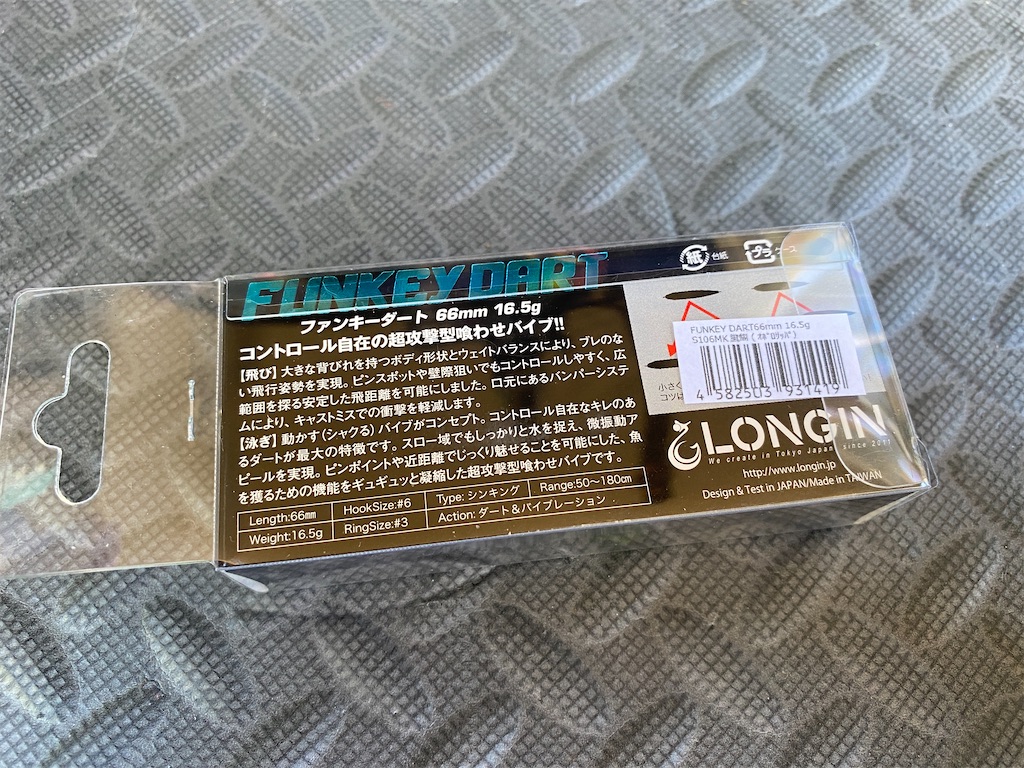 FUNKEY DART
ファンキーダート 66mm 16.5g
コントロール自在の超攻撃型喰わせバイブ!!
【飛び】大きな背びれを持つボディ形状とウェイトバランスにより、ブレのな
い飛行姿勢を実現。ピンスポットや壁際狙いでもコントロールしやすく、広
範囲を探る安定した飛距離を可能にしました。口元にあるバンパーシステ
ムにより、キャストミスでの衝撃を軽減します。
【泳ぎ】動かす(シャクる)バイブがコンセプト。コントロール自在なキレのあ
るダートが最大の特徴です。スロー域でもしっかりと水を捉え、微振動ア
ピールを実現。ピンポイントや近距離でじっくり魅せることを可能にした、魚
を獲るための機能をギュギュッと凝縮した超攻撃型喰わせバイブです。
Length:66mm HookSize:#6 Type: シンキング Range:50〜180cm
Weight:16.5g RingSize:#3 Action: ダート&バイブレーション
紙 台紙 プラ ケース
FUNKEY DART66mm 16.5g
S106MK
4 582503 931419
小さく
コツは
LONGIN
We create in Tokyo Japan since 2011
http://www.longin.jp
Design & Test in JAPAN/Made in TAIWAN